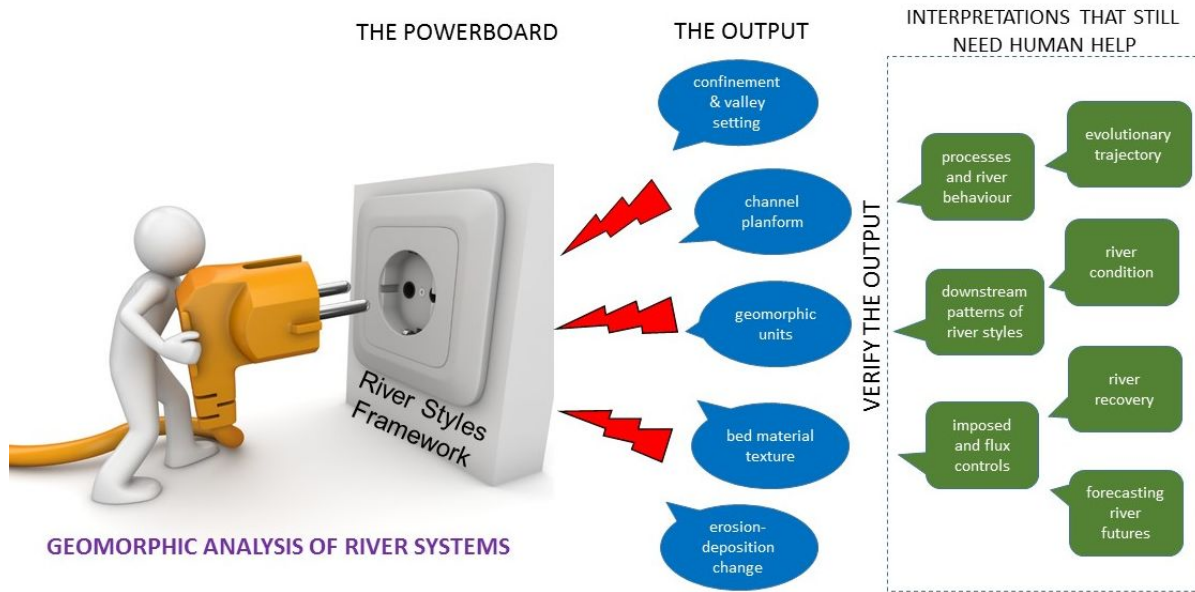 THE POWERBOARD
River Styles
Framework
GEOMORPHIC ANALYSIS OF RIVER SYSTEMS
THE OUTPUT
confinement
& valley
setting
channel
planform
geomorphic
units
bed material
texture
erosion-
deposition
change
VERIFY THE OUTPUT
INTERPRETATIONS THAT STILL
NEED HUMAN HELP
processes
and river
behaviour
downstream
patterns of
river styles
imposed
and flux
controls
evolutionary
trajectory
river
condition
river
recovery
forecasting
river
futures